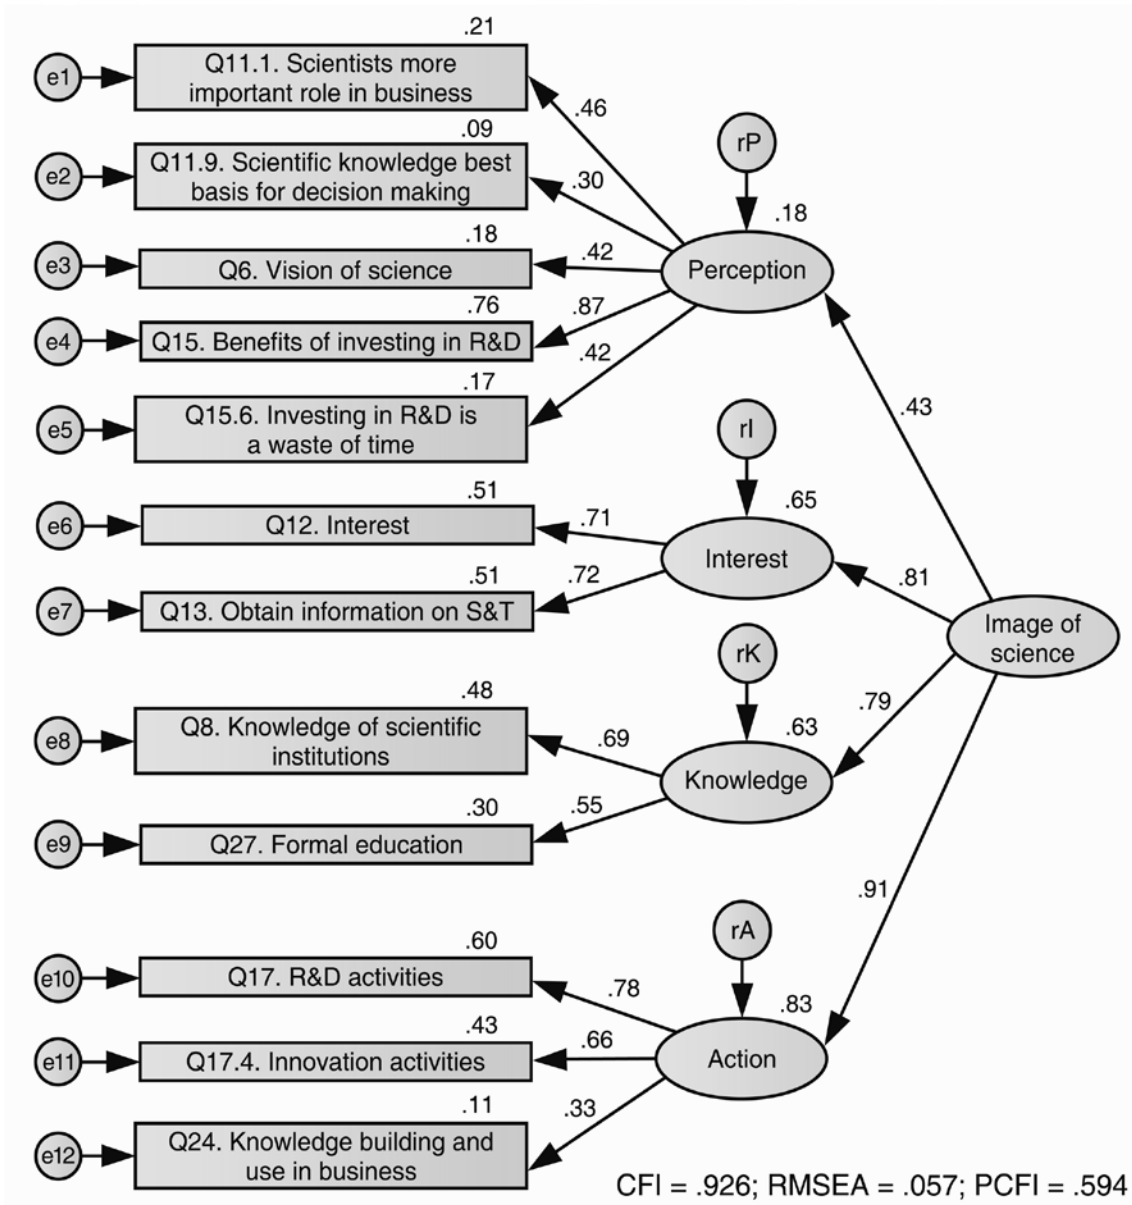 .21
e1
Q11.1. Scientists more
important role in business
.46
.09
e2
Q11.9. Scientific knowledge best
basis for decision making
.30
rP
.18
Perception
.18
e3
Q6. Vision of science
.42
.76
e4
Q15. Benefits of investing in R&D
.87
.17
e5
Q15.6. Investing in R&D is
a waste of time
.42
.43
rI
.65
Interest
.51
e6
Q12. Interest
.71
.51
e7
Q13. Obtain information on S&T
.72
.81
Image of
science
rK
.63
Knowledge
.79
.48
e8
Q8. Knowledge of scientific
institutions
.69
.30
e9
Q27. Formal education
.55
.91
rA
.83
Action
.60
e10
Q17. R&D activities
.78
.43
e11
Q17.4. Innovation activities
.66
.11
e12
Q24. Knowledge building and
use in business
.33
CFI = .926; RMSEA = .057; PCFI = .594